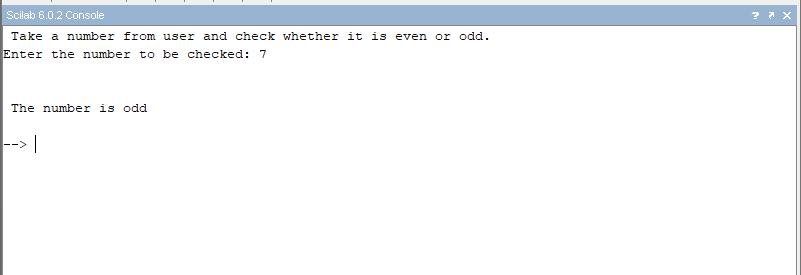 Scilab 6.0.2 Console
Take a number from user and check whether it is even or odd.
Enter the number to be checked: 7
The number is odd
-->